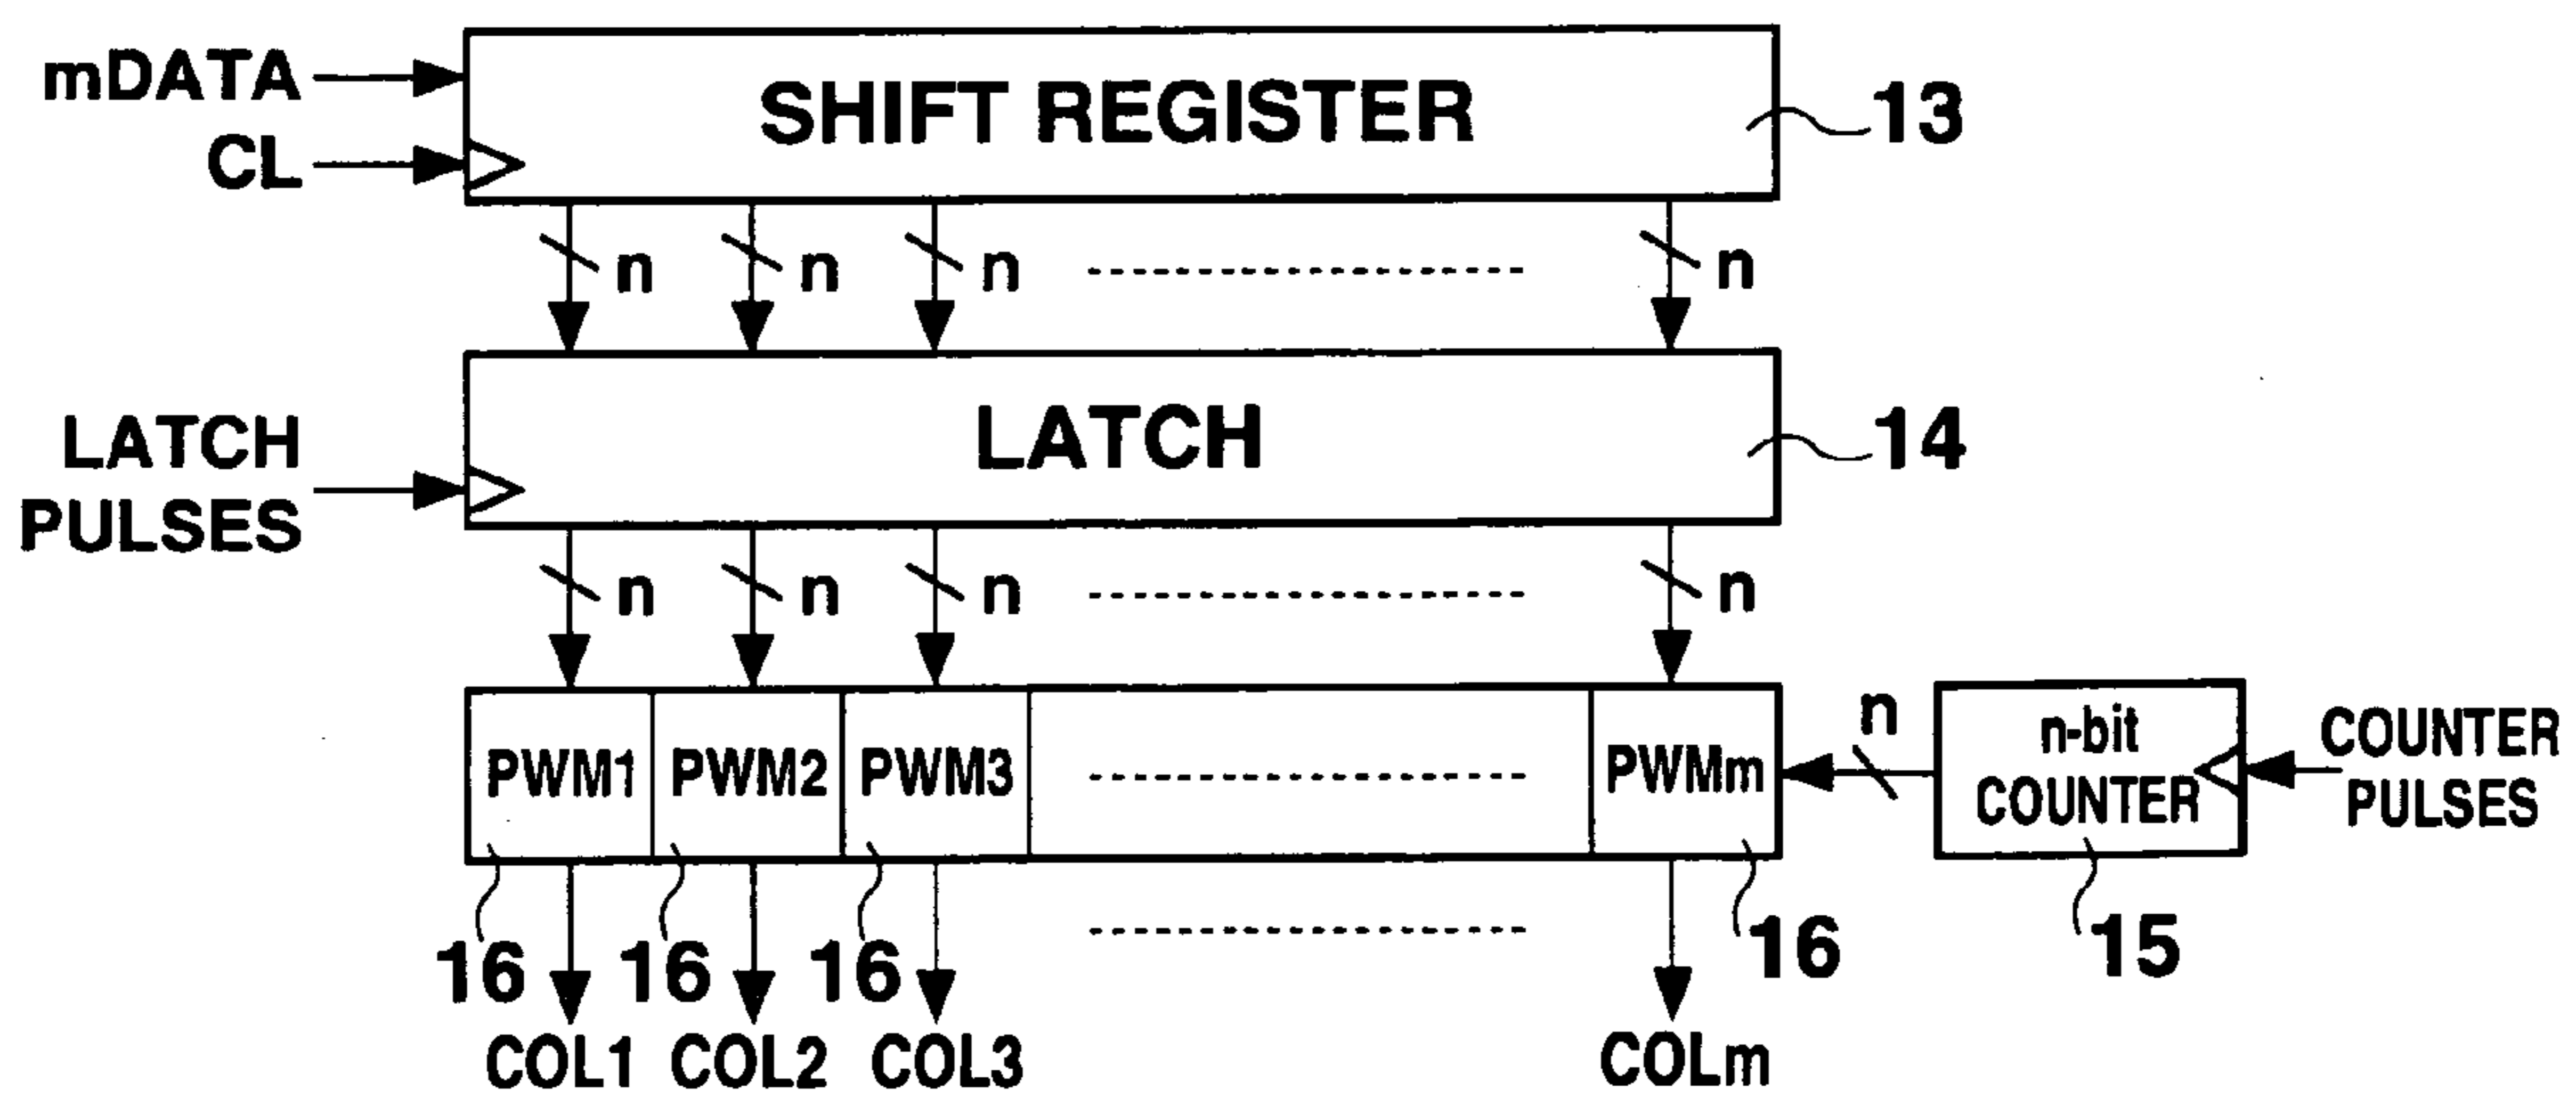 mDATA
SHIFT REGISTER
13
CL
n n n n
LATCH
PULSES
LATCH
14
n n n n
PWM1 PWM2 PWM3 PWMm
n
n-bit
COUNTER
COUNTER
PULSES
16 16 16 16
15
COL1 COL2 COL3 COLm